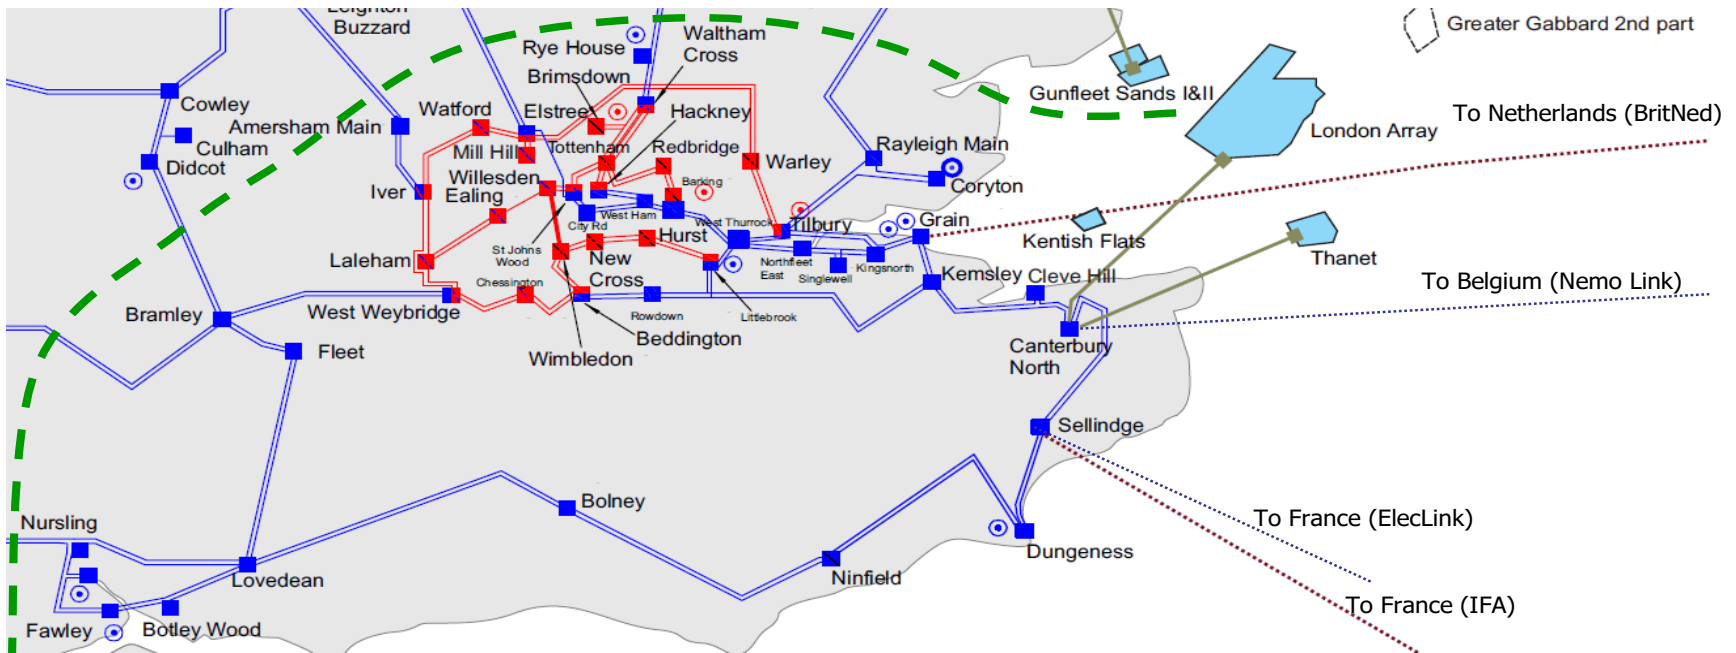 Leighton
Buzzard
Rye House
Brimsdown
Waltham
Cross
Greater Gabbard 2nd part
Gunfleet Sands I&II
Cowley
Culham
Didcot
Amersham Main
Watford
Elstree
Hackney
Mill Hill
Tottenham
Redbridge
Warley
Rayleigh Main
London Array
To Netherlands (BritNed)
Iver
Willesden
Ealing
Barking
Coryton
West Ham
City Rd
West Thurrock
Tilbury
Grain
Kentish Flats
Thanet
St Johns
Wood
Hurst
New
Cross
Northfleet
East
Singlewell
Kingsnorth
Kemsley
Cleve Hill
To Belgium (Nemo Link)
Laleham
Chessington
West Weybridge
Rowdown
Littlebrook
Beddington
Wimbledon
Bramley
Fleet
Canterbury
North
Sellindge
Nursling
Bolney
To France (ElecLink)
Dungeness
Lovedean
Ninfield
To France (IFA)
Fawley
Botley Wood